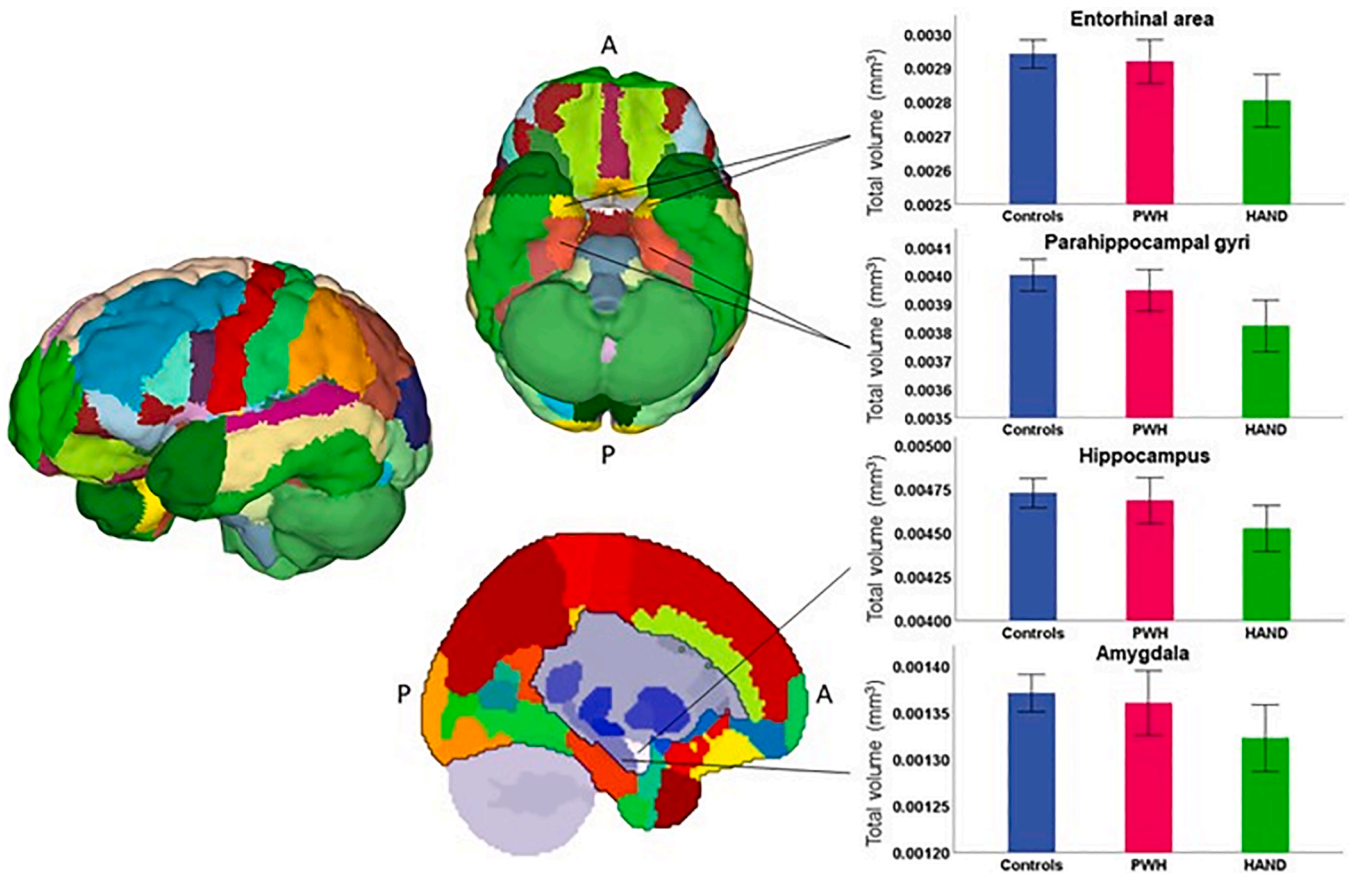 A
P
P
A
Entorhinal area
Total volume (mm³)
0.0030
0.0029
0.0028
0.0027
0.0026
0.0025
Controls PWH HAND
Parahippocampal gyri
Total volume (mm³)
0.0041
0.0040
0.0039
0.0038
0.0037
0.0036
0.0035
Controls PWH HAND
Hippocampus
Total volume (mm³)
0.00500
0.00475
0.00450
0.00425
0.00400
Controls PWH HAND
Amygdala
Total volume (mm³)
0.00140
0.00135
0.00130
0.00125
0.00120
Controls PWH HAND